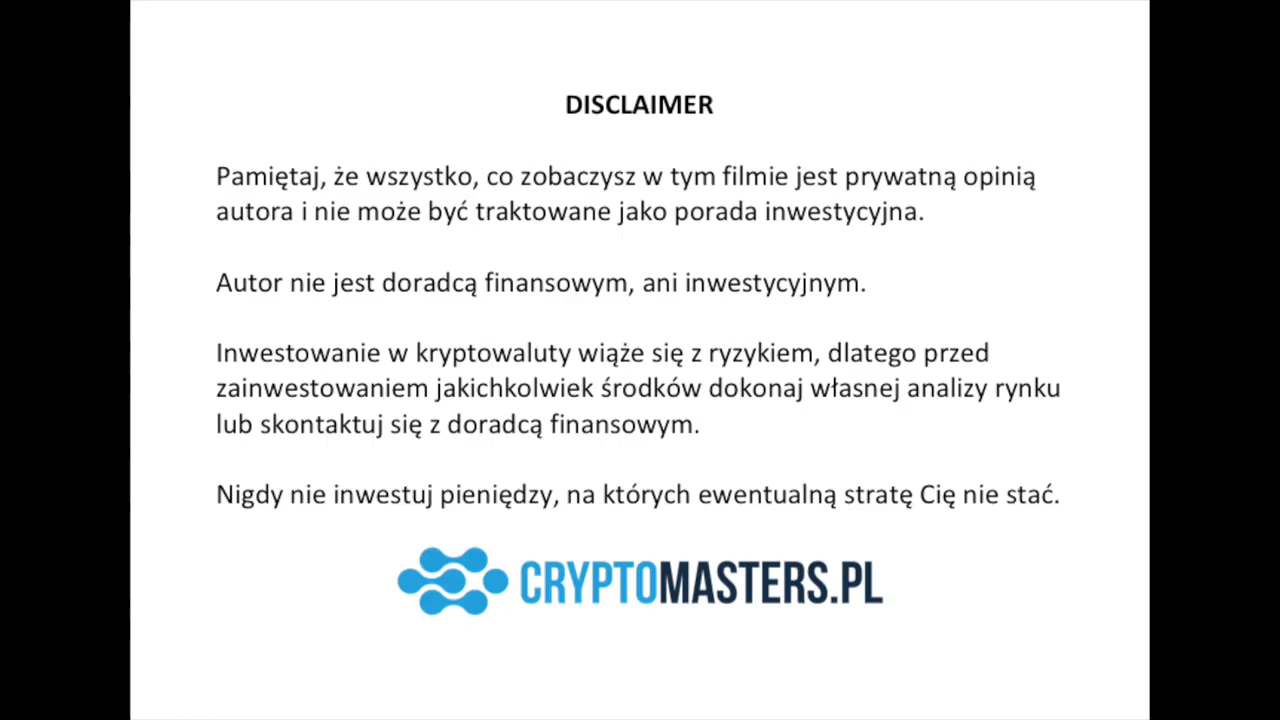 DISCLAIMER
Pamiętaj, że wszystko, co zobaczysz w tym filmie jest prywatną opinią
autora i nie może być traktowane jako porada inwestycyjna.
Autor nie jest doradcą finansowym, ani inwestycyjnym.
Inwestowanie w kryptowaluty wiąże się z ryzykiem, dlatego przed
zainwestowaniem jakichkolwiek środków dokonaj własnej analizy rynku
lub skontaktuj się z doradcą finansowym.
Nigdy nie inwestuj pieniędzy, na których ewentualną stratę Cię nie stać.
CRYPTOMASTERS.PL